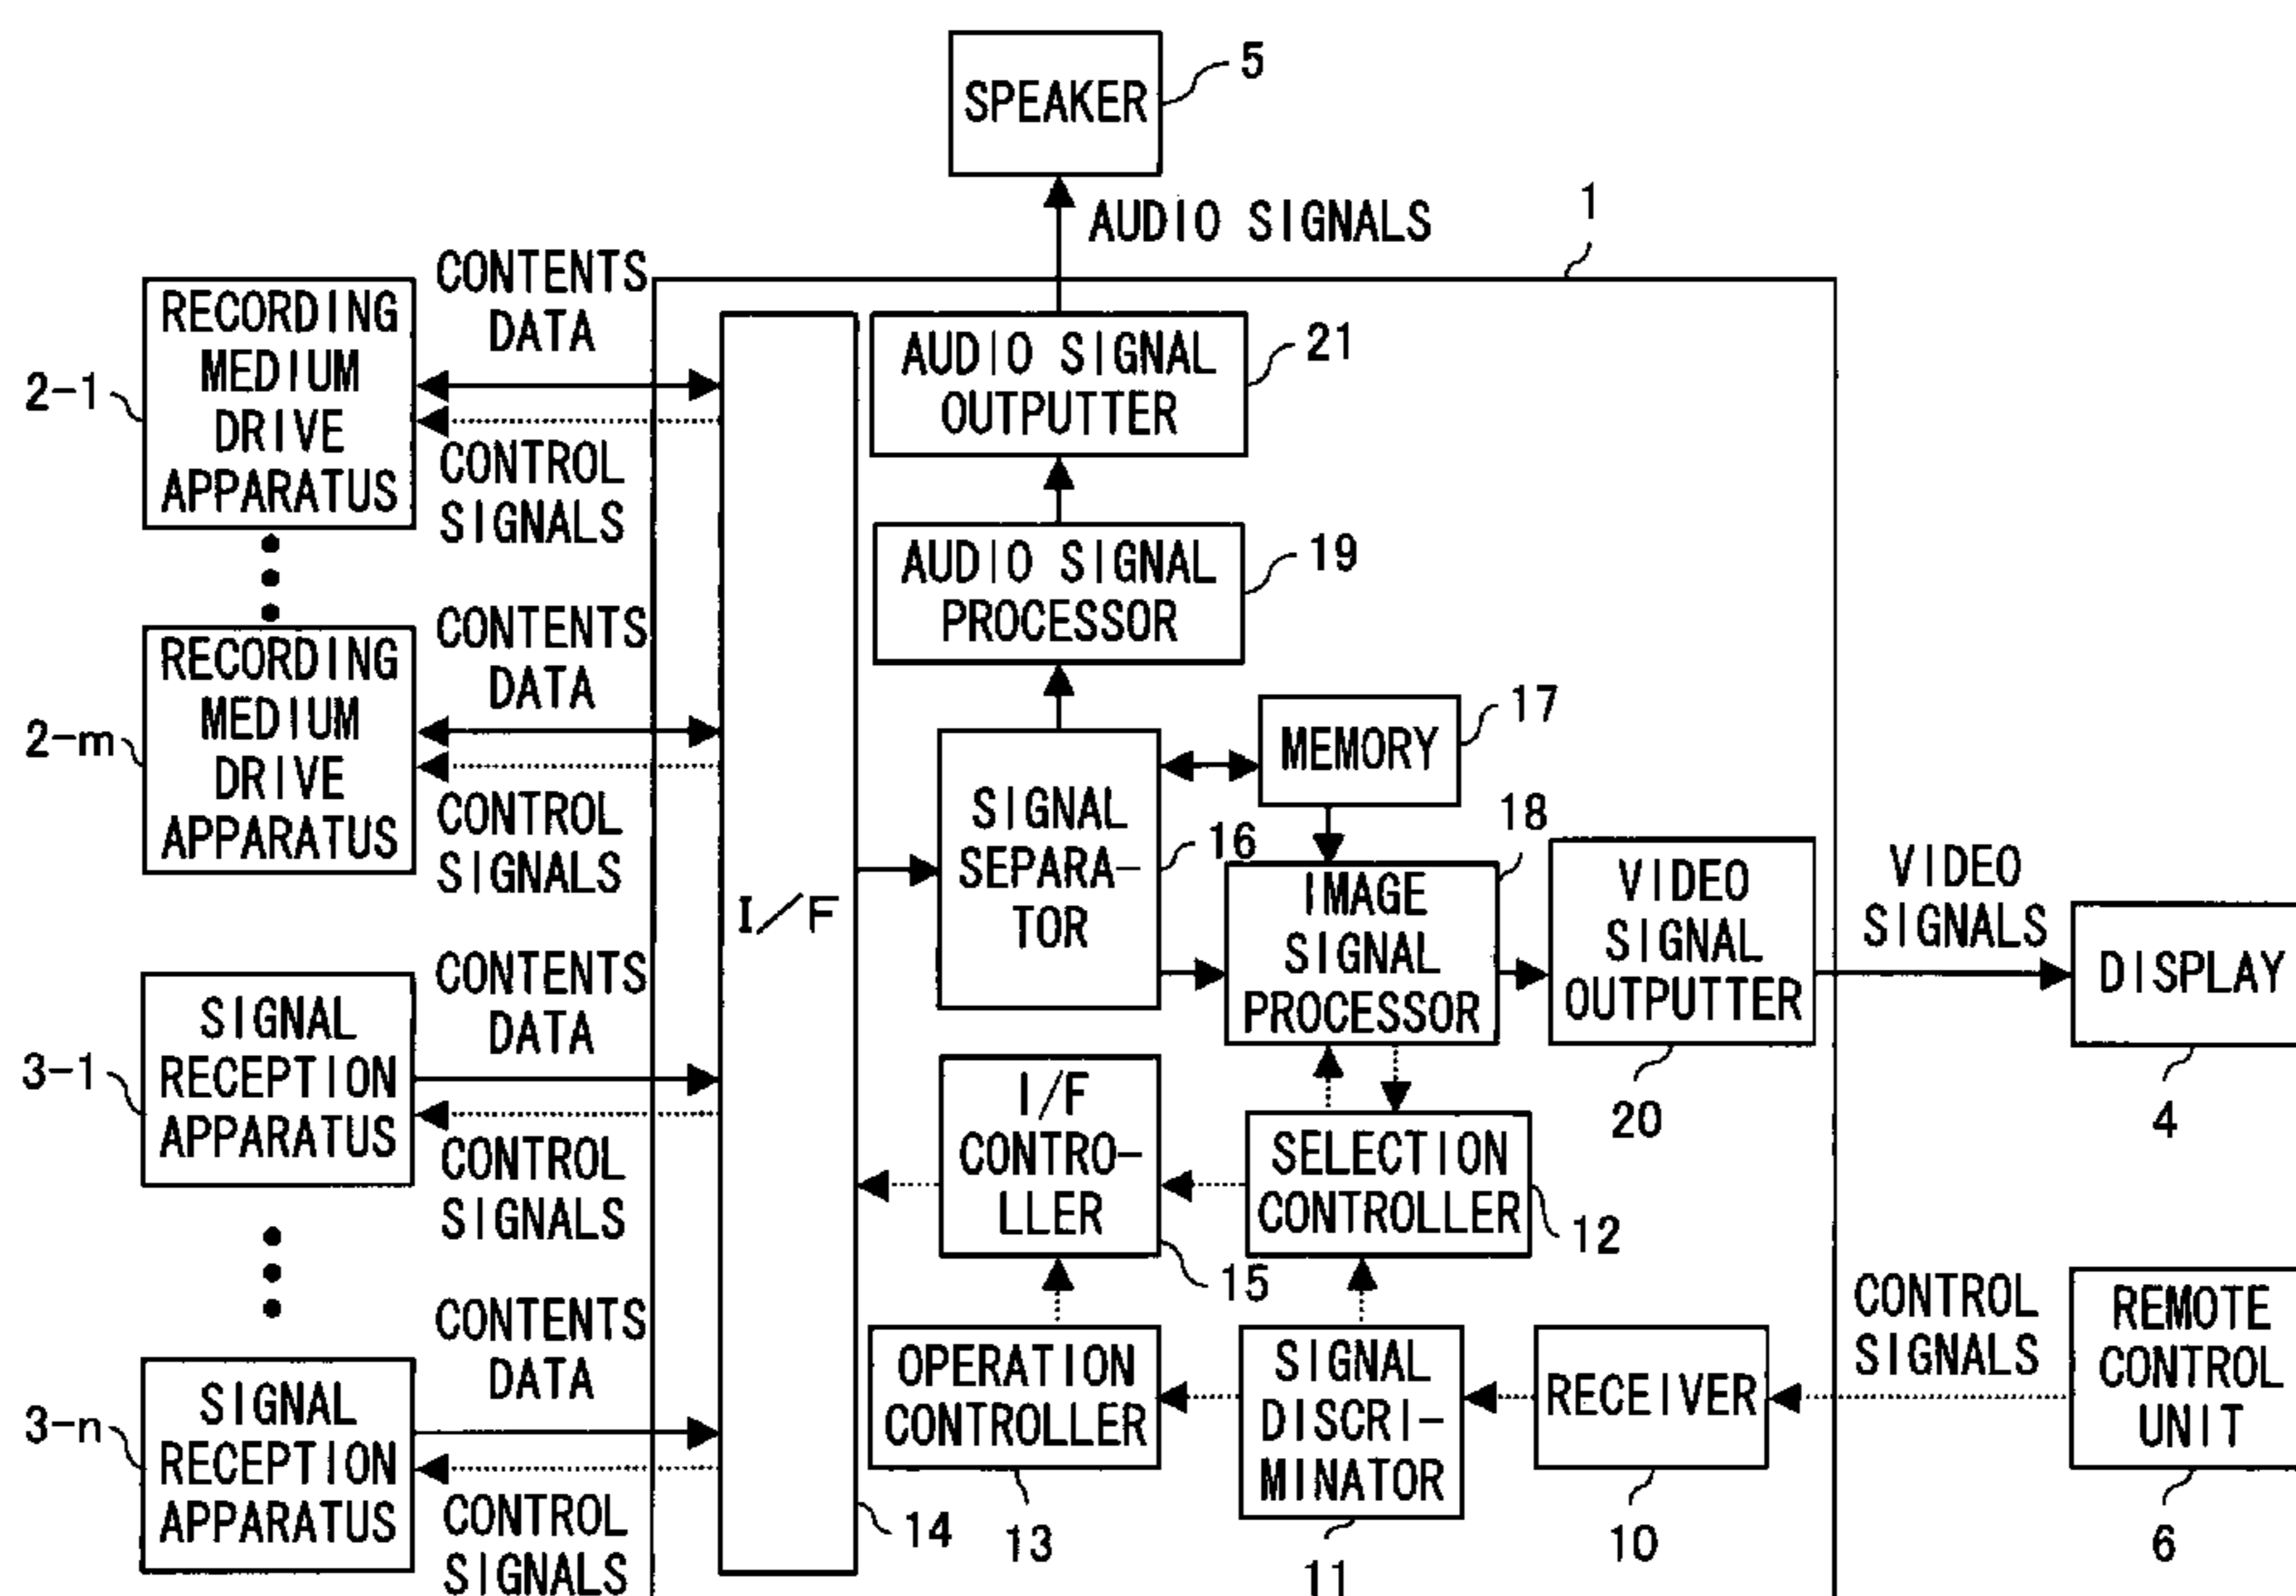 SPEAKER
5
AUDIO SIGNALS
1
RECORDING
MEDIUM
DRIVE
APPARATUS
2-1
CONTENTS
DATA
CONTROL
SIGNALS
RECORDING
MEDIUM
DRIVE
APPARATUS
2-m
CONTENTS
DATA
CONTROL
SIGNALS
SIGNAL
RECEPTION
APPARATUS
3-1
CONTENTS
DATA
CONTROL
SIGNALS
SIGNAL
RECEPTION
APPARATUS
3-n
CONTENTS
DATA
CONTROL
SIGNALS
I/F
14
AUDIO SIGNAL
OUTPUTTER
21
AUDIO SIGNAL
PROCESSOR
19
SIGNAL
SEPARA-
TOR
16
MEMORY
17
IMAGE
SIGNAL
PROCESSOR
18
VIDEO
SIGNAL
OUTPUTTER
20
VIDEO
SIGNALS
DISPLAY
4
I/F
CONTRO-
LLER
15
SELECTION
CONTROLLER
12
OPERATION
CONTROLLER
13
SIGNAL
DISCRI-
MINATOR
11
RECEIVER
10
CONTROL
SIGNALS
REMOTE
CONTROL
UNIT
6